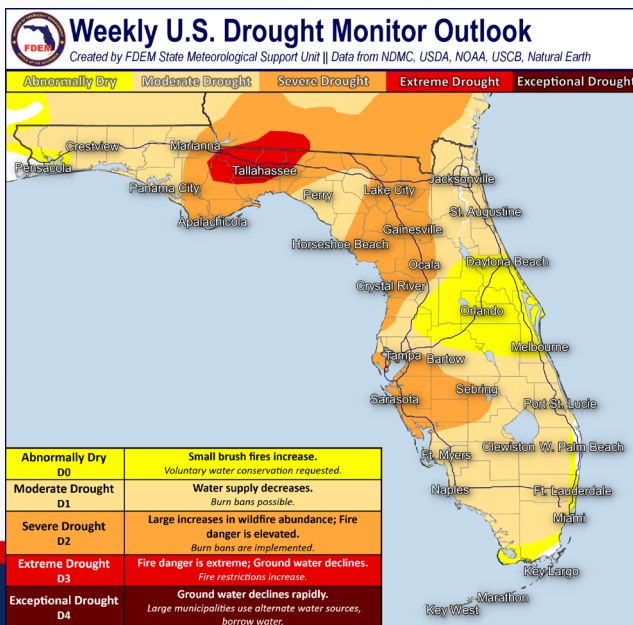 Weekly U.S. Drought Monitor Outlook
Created by FDEM State Meteorological Support Unit || Data from NDMC, USDA, NOAA, USCB, Natural Earth
Abnormally Dry Moderate Drought Severe Drought Extreme Drought Exceptional Drought
FDEM
Crestview
Marianna
Pensacola
Tallahassee
Panama City
Perry
Lake City
Jacksonville
Apalachicola
St. Augustine
Gainesville
Horseshoe Beach
Ocala
Daytona Beach
Crystal River
Orlando
Melbourne
Tampa
Bartow
Sebring
Sarasota
Port St. Lucie
Ft. Myers
Clewiston
W. Palm Beach
Naples
Ft. Lauderdale
Miami
Key Largo
Marathon
Key West
Abnormally Dry
D0
Small brush fires increase.
Voluntary water conservation requested.
Moderate Drought
D1
Water supply decreases.
Burn bans possible.
Severe Drought
D2
Large increases in wildfire abundance; Fire
danger is elevated.
Burn bans are implemented.
Extreme Drought
D3
Fire danger is extreme; Ground water declines.
Fire restrictions increase.
Exceptional Drought
D4
Ground water declines rapidly.
Large municipalities use alternate water sources,
borrow water.